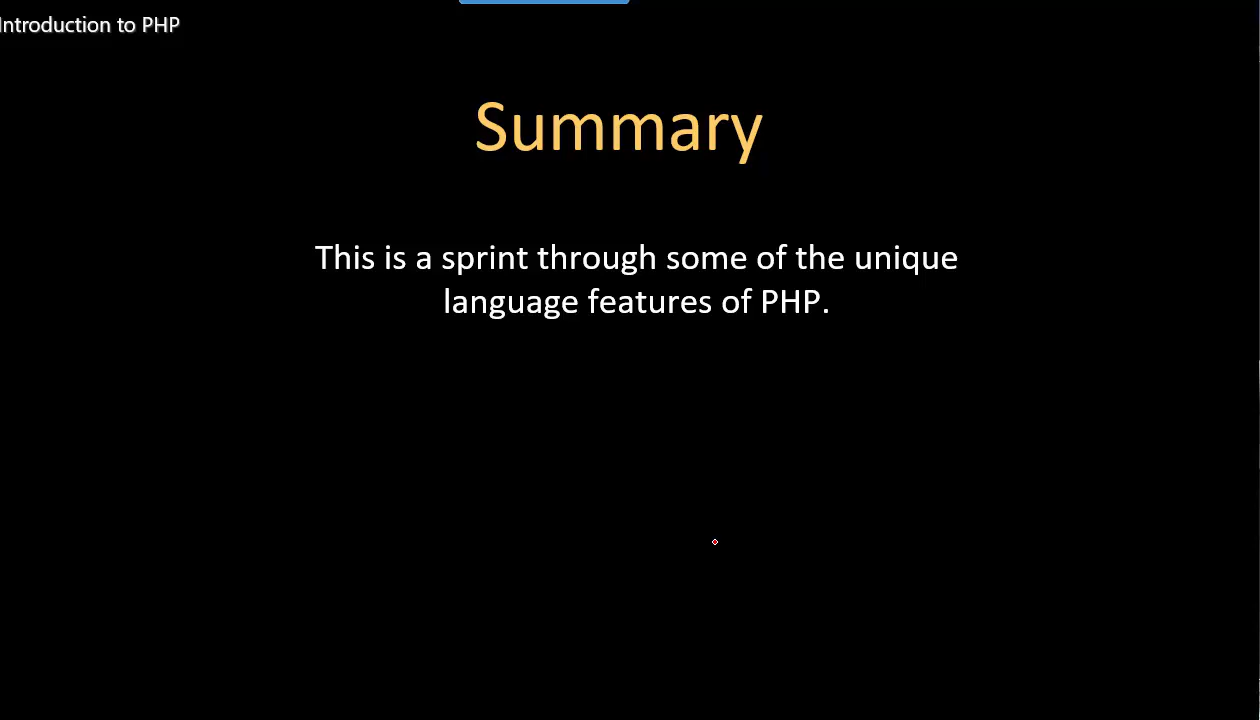 Introduction to PHP
Summary
This is a sprint through some of the unique
language features of PHP.